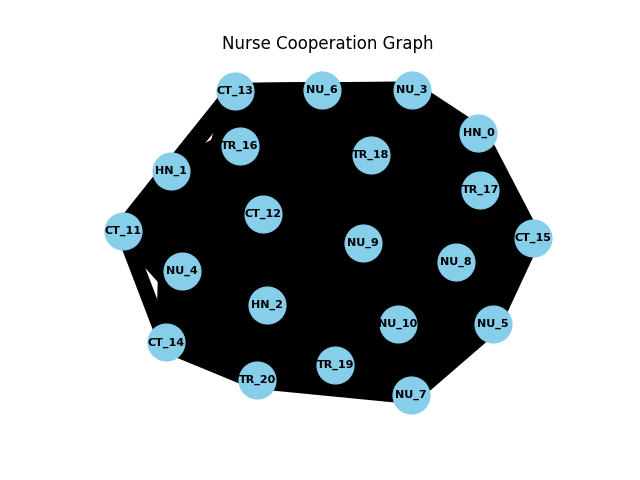 Nurse Cooperation Graph
CT_13
NU_6
NU_3
HN_0
TR_16
TR_18
HN_1
TR_17
CT_12
CT_11
CT_15
NU_9
NU_8
NU_4
HN_2
NU_10
NU_5
CT_14
TR_19
TR_20
NU_7